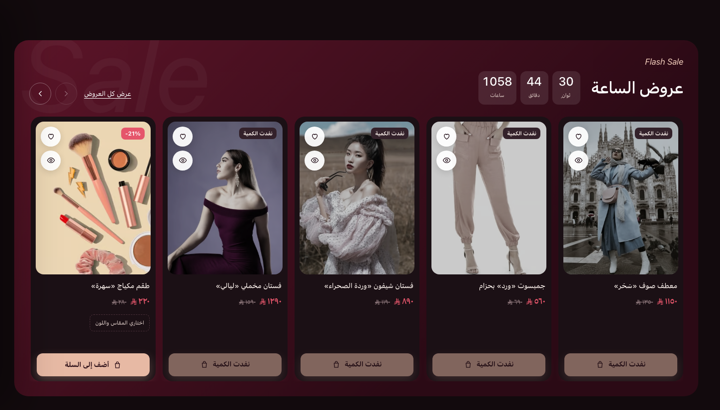 Sale
Flash Sale
عروض الساعة
30 ثوانٍ
44 دقائق
1058 ساعات
عرض كل العروض
نفدت الكمية
معطف صوف «سَحَر»
١١٥٠
نفدت الكمية
نفدت الكمية
جمبسوت «ورد» بحزام
٥٦٠
نفدت الكمية
نفدت الكمية
فستان شيفون «وردة الصحراء»
٨٩٠
نفدت الكمية
نفدت الكمية
فستان مخملي «ليالي»
١٢٩٠
نفدت الكمية
-21%
طقم مكياج «سهرة»
٢٢٠
اختاري المقاس واللون
أضف إلى السلة